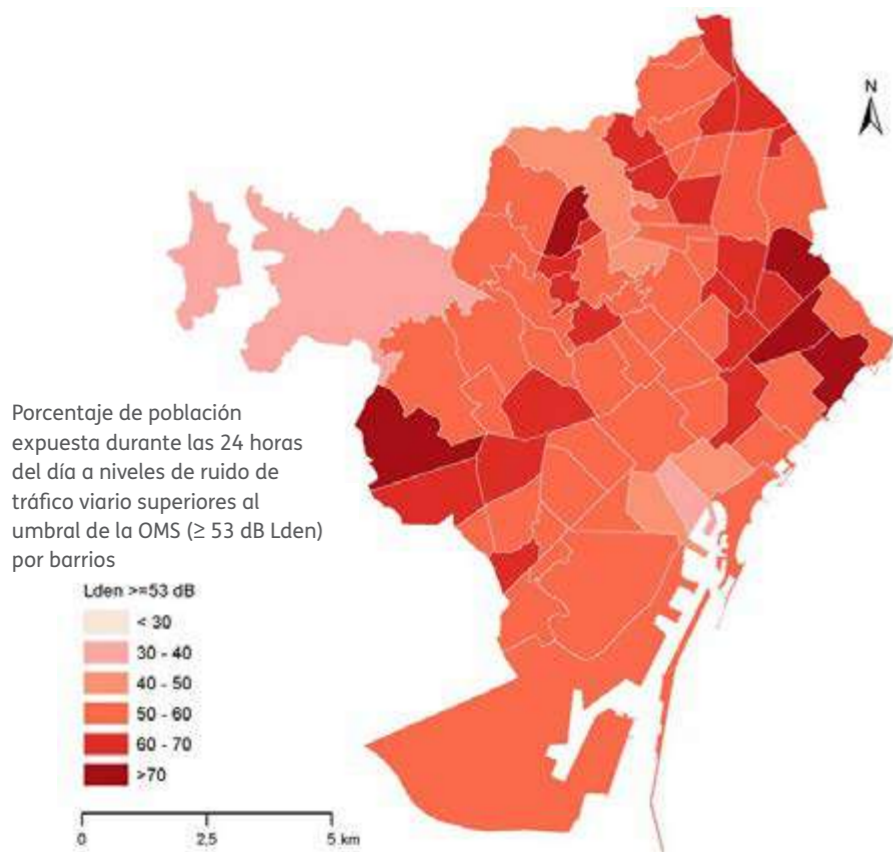 N
Porcentaje de población
expuesta durante las 24 horas
del día a niveles de ruido de
tráfico viario superiores al
umbral de la OMS (≥ 53 dB Lden)
por barrios
Lden >=53 dB
< 30
30 - 40
40 - 50
50 - 60
60 - 70
>70
0 2,5 5 km